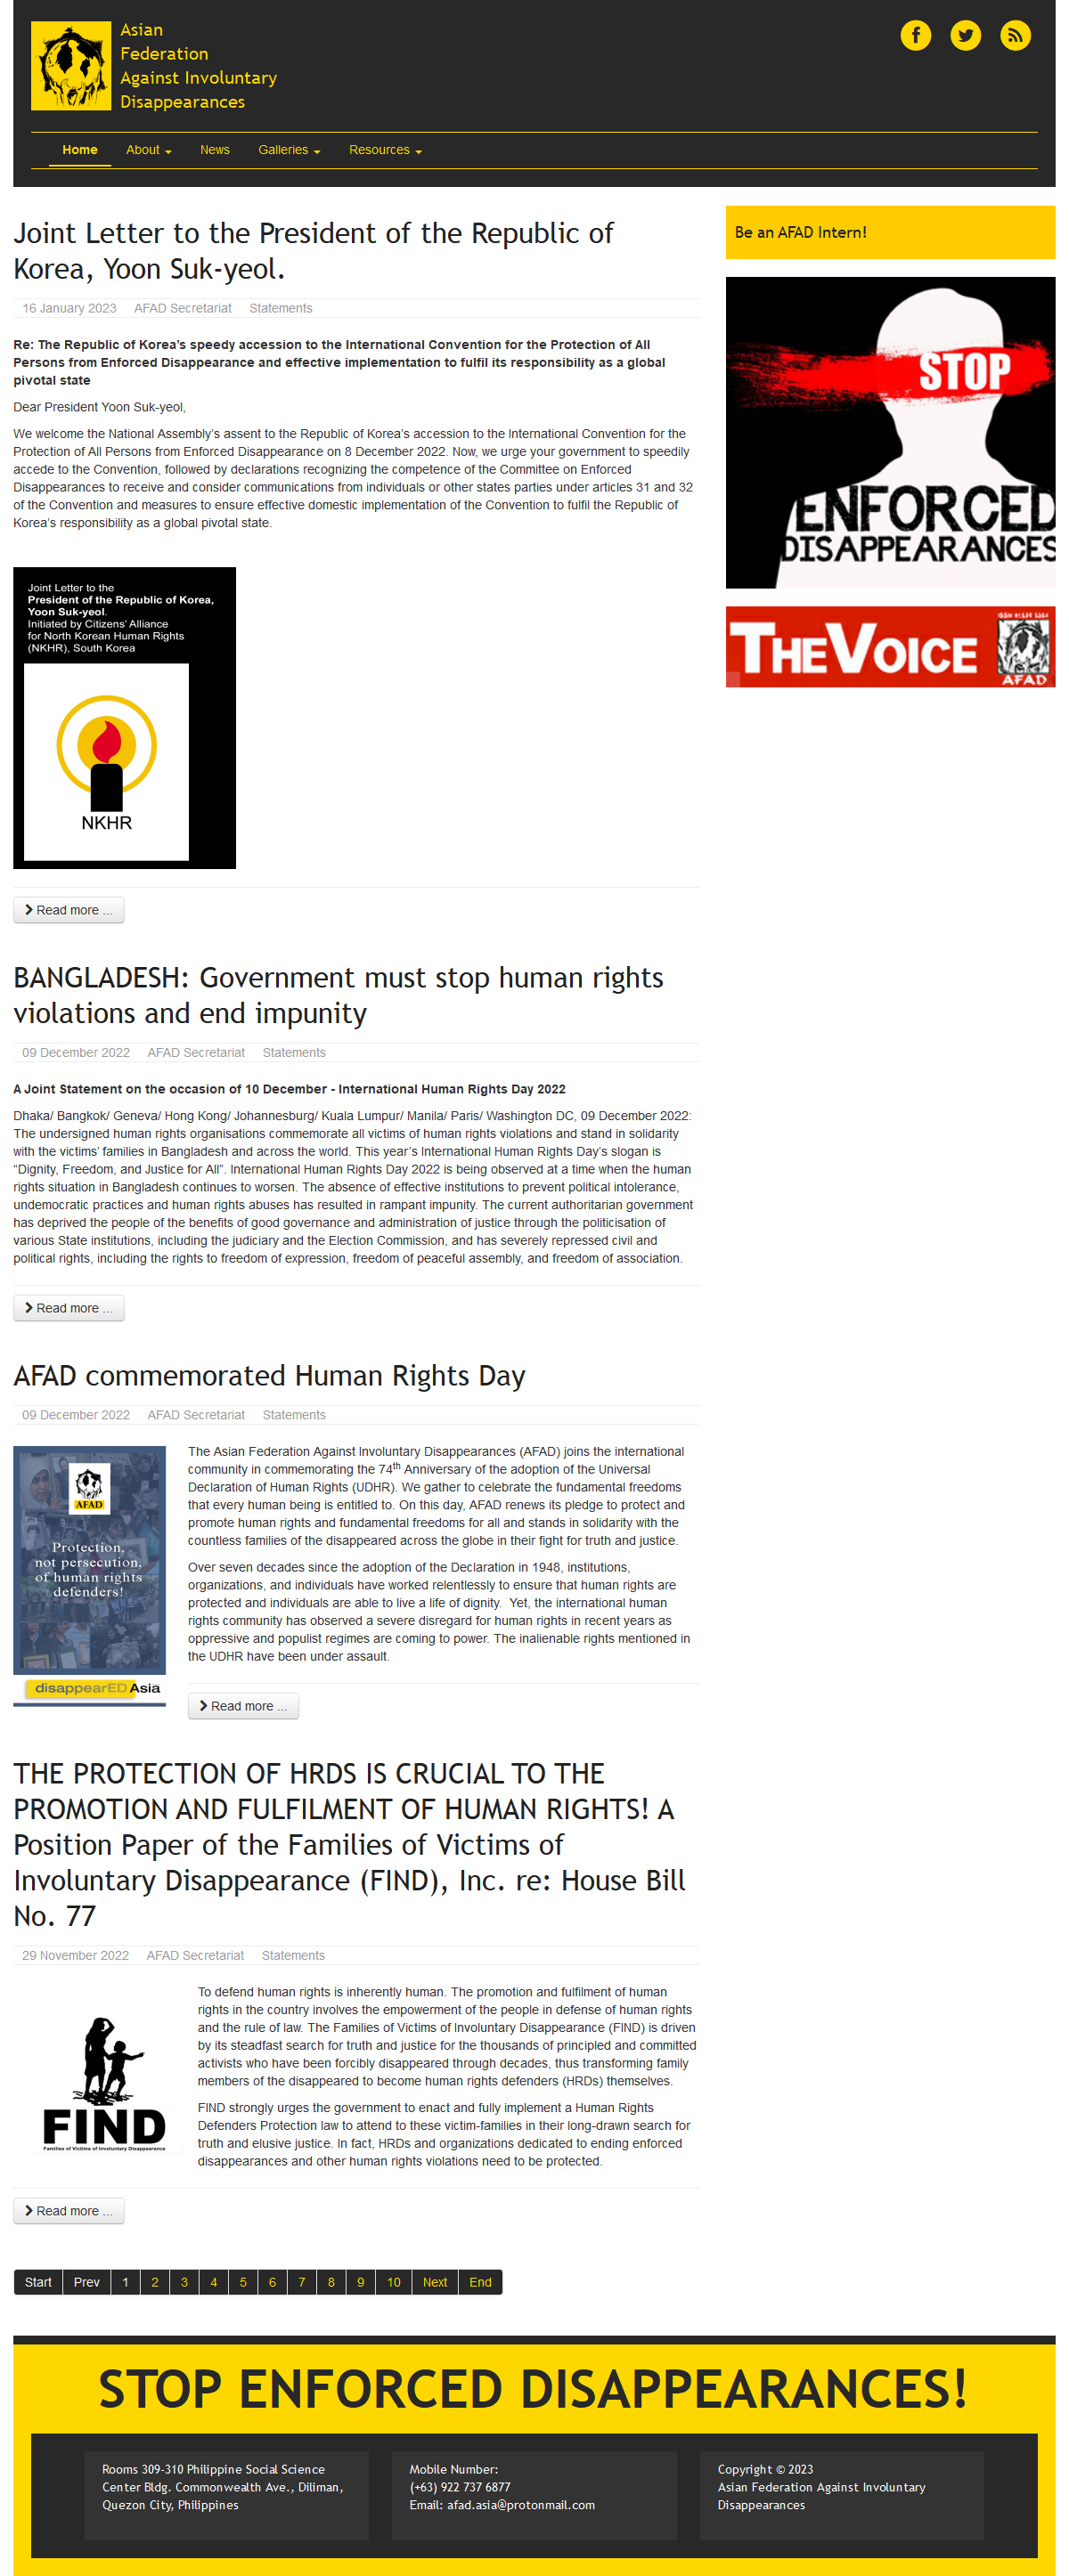 Asian
Federation
Against Involuntary
Disappearances
Home About News Galleries Resources
Joint Letter to the President of the Republic of
Korea, Yoon Suk-yeol.
16 January 2023 AFAD Secretariat Statements
Re: The Republic of Korea’s speedy accession to the International Convention for the Protection of All
Persons from Enforced Disappearance and effective implementation to fulfil its responsibility as a global
pivotal state
Dear President Yoon Suk-yeol,
We welcome the National Assembly’s assent to the Republic of Korea’s accession to the International Convention for the
Protection of All Persons from Enforced Disappearance on 8 December 2022. Now, we urge your government to speedily
accede to the Convention, followed by declarations recognizing the competence of the Committee on Enforced
Disappearances to receive and consider communications from individuals or other states parties under articles 31 and 32
of the Convention and measures to ensure effective domestic implementation of the Convention to fulfil the Republic of
Korea’s responsibility as a global pivotal state.
Joint Letter to the
President of the Republic of Korea,
Yoon Suk-yeol.
Initiated by Citizens’ Alliance
for North Korean Human Rights
(NKHR), South Korea
NKHR
Read more ...
BANGLADESH: Government must stop human rights
violations and end impunity
09 December 2022 AFAD Secretariat Statements
A Joint Statement on the occasion of 10 December - International Human Rights Day 2022
Dhaka/ Bangkok/ Geneva/ Hong Kong/ Johannesburg/ Kuala Lumpur/ Manila/ Paris/ Washington DC, 09 December 2022:
The undersigned human rights organisations commemorate all victims of human rights violations and stand in solidarity
with the victims’ families in Bangladesh and across the world. This year’s International Human Rights Day’s slogan is
“Dignity, Freedom, and Justice for All”. International Human Rights Day 2022 is being observed at a time when the human
rights situation in Bangladesh continues to worsen. The absence of effective institutions to prevent political intolerance,
undemocratic practices and human rights abuses has resulted in rampant impunity. The current authoritarian government
has deprived the people of the benefits of good governance and administration of justice through the politicisation of
various State institutions, including the judiciary and the Election Commission, and has severely repressed civil and
political rights, including the rights to freedom of expression, freedom of peaceful assembly, and freedom of association.
Read more ...
AFAD commemorated Human Rights Day
09 December 2022 AFAD Secretariat Statements
AFAD
Protection,
not persecution,
of human rights
defenders!
disappearED Asia
The Asian Federation Against Involuntary Disappearances (AFAD) joins the international
community in commemorating the 74th Anniversary of the adoption of the Universal
Declaration of Human Rights (UDHR). We gather to celebrate the fundamental freedoms
that every human being is entitled to. On this day, AFAD renews its pledge to protect and
promote human rights and fundamental freedoms for all and stands in solidarity with the
countless families of the disappeared across the globe in their fight for truth and justice.
Over seven decades since the adoption of the Declaration in 1948, institutions,
organizations, and individuals have worked relentlessly to ensure that human rights are
protected and individuals are able to live a life of dignity.  Yet, the international human
rights community has observed a severe disregard for human rights in recent years as
oppressive and populist regimes are coming to power. The inalienable rights mentioned in
the UDHR have been under assault.
Read more ...
THE PROTECTION OF HRDS IS CRUCIAL TO THE
PROMOTION AND FULFILMENT OF HUMAN RIGHTS! A
Position Paper of the Families of Victims of
Involuntary Disappearance (FIND), Inc. re: House Bill
No. 77
29 November 2022 AFAD Secretariat Statements
FIND
Families of Victims of Involuntary Disappearance
To defend human rights is inherently human. The promotion and fulfilment of human
rights in the country involves the empowerment of the people in defense of human rights
and the rule of law. The Families of Victims of Involuntary Disappearance (FIND) is driven
by its steadfast search for truth and justice for the thousands of principled and committed
activists who have been forcibly disappeared through decades, thus transforming family
members of the disappeared to become human rights defenders (HRDs) themselves.
FIND strongly urges the government to enact and fully implement a Human Rights
Defenders Protection law to attend to these victim-families in their long-drawn search for
truth and elusive justice. In fact, HRDs and organizations dedicated to ending enforced
disappearances and other human rights violations need to be protected.
Read more ...
Start Prev 1 2 3 4 5 6 7 8 9 10 Next End
Be an AFAD Intern!
STOP
ENFORCED
DISAPPEARANCES
THE VOICE
AFAD
STOP ENFORCED DISAPPEARANCES!
Rooms 309-310 Philippine Social Science
Center Bldg. Commonwealth Ave., Diliman,
Quezon City, Philippines
Mobile Number:
(+63) 922 737 6877
Email: afad.asia@protonmail.com
Copyright © 2023
Asian Federation Against Involuntary
Disappearances